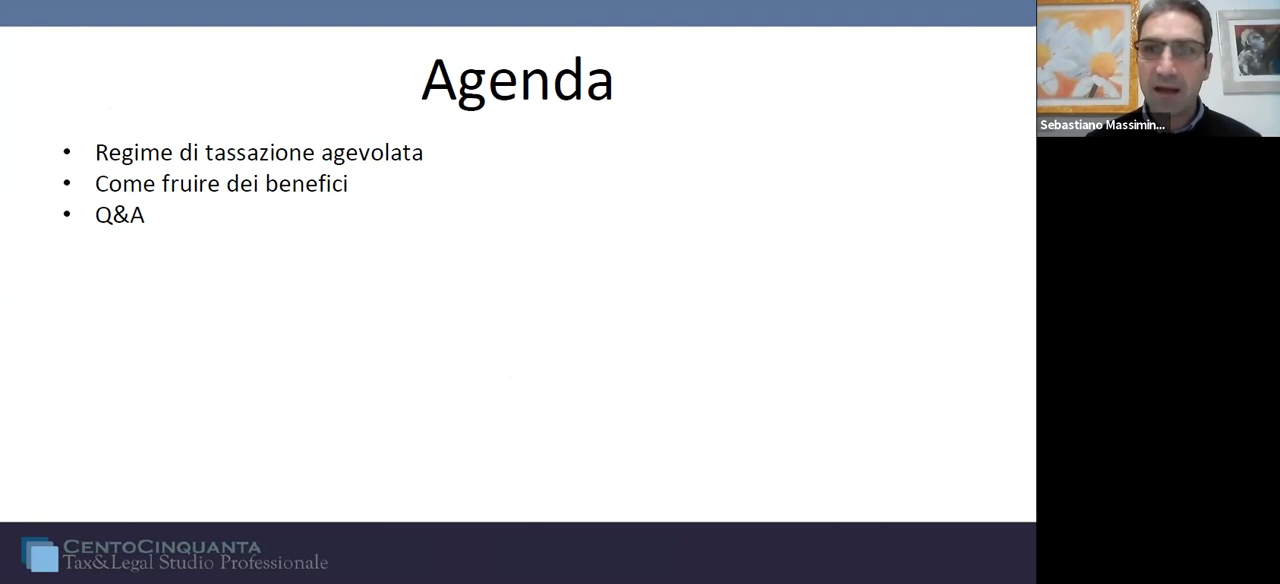 Agenda
• Regime di tassazione agevolata
• Come fruire dei benefici
• Q&A
Sebastiano Massimin...
CENTOCINQUANTA
Tax&Legal Studio Professionale